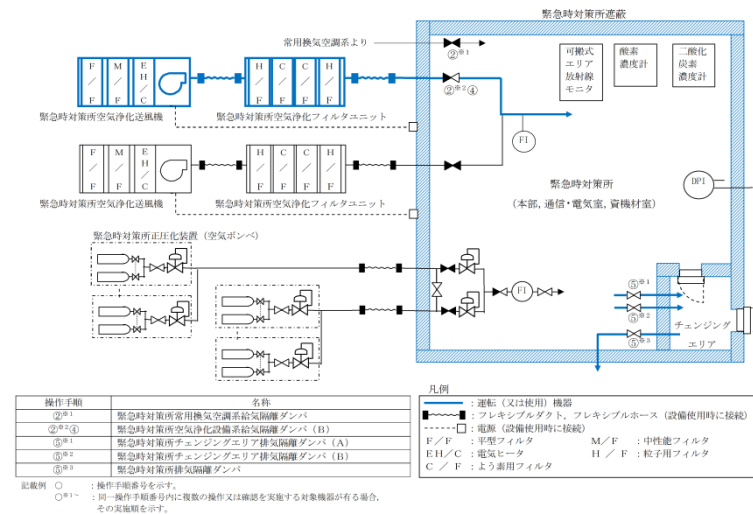 緊急時対策所遮蔽
常用換気空調系より
②※1
F/F
M/F
EH/C
H/F
C/F
C/F
H/F
②※2④
緊急時対策所空気浄化送風機
緊急時対策所空気浄化フィルタユニット
可搬式
エリア
放射線
モニタ
酸素
濃度計
二酸化
炭素
濃度計
FI
F/F
M/F
EH/C
H/F
C/F
C/F
H/F
緊急時対策所空気浄化送風機
緊急時対策所空気浄化フィルタユニット
DPI
緊急時対策所
(本部, 通信・電気室, 資機材室)
緊急時対策所正圧化装置（空気ボンベ）
FI
⑤※1
⑤※2
⑤※3
チェンジング
エリア
操作手順 名称
②※1 緊急時対策所常用換気空調系給気隔離ダンパ
②※2④ 緊急時対策所空気浄化設備系給気隔離ダンパ（B）
⑤※1 緊急時対策所チェンジングエリア排気隔離ダンパ（A）
⑤※2 緊急時対策所チェンジングエリア排気隔離ダンパ（B）
⑤※3 緊急時対策所排気隔離ダンパ
記載例 ○ ：操作手順番号を示す。
○※1～ ：同一操作手順番号内に複数の操作又は確認を実施する対象機器が有る場合,
その実施順を示す。
凡例
：運転（又は使用）機器
：フレキシブルダクト, フレキシブルホース（設備使用時に接続）
：電源（設備使用時に接続）
F／F ：平型フィルタ M／F ：中性能フィルタ
EH／C ：電気ヒータ H ／ F ：粒子用フィルタ
C ／ F ：よう素用フィルタ